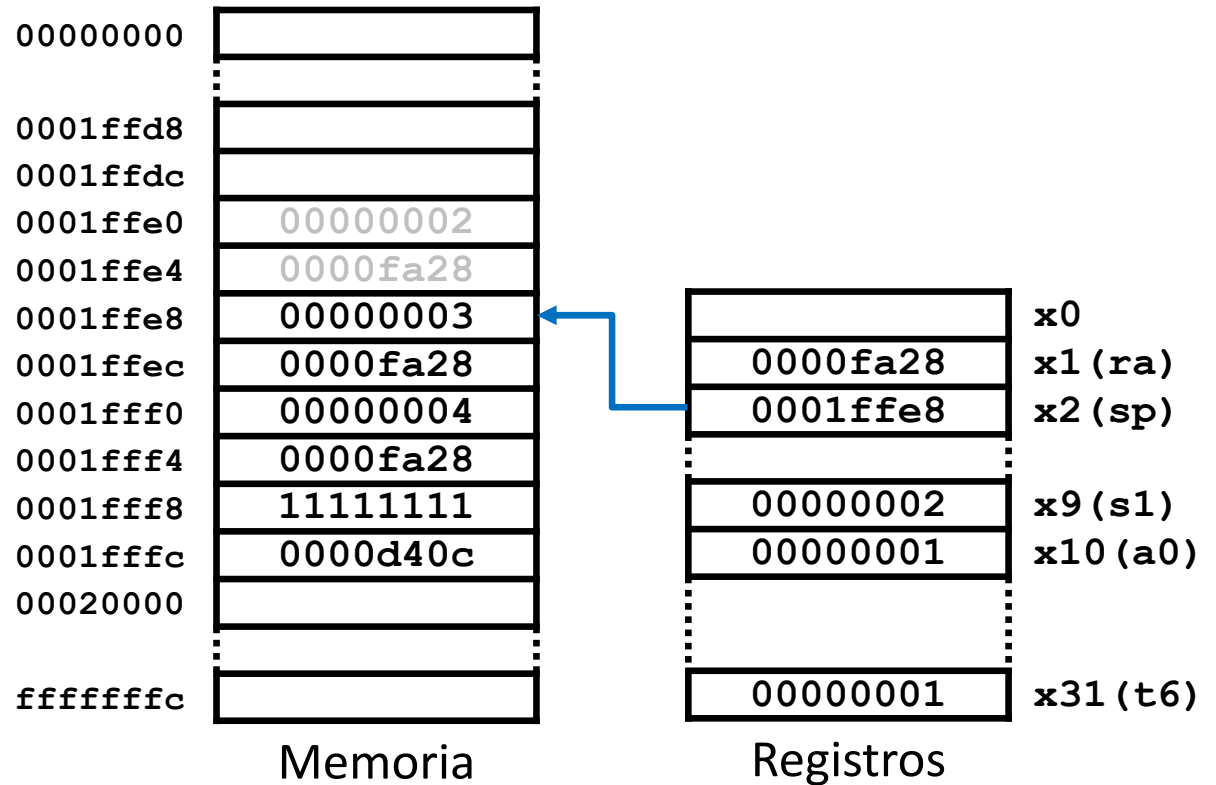 00000000
0001ffd8
0001ffdc
0001ffe0 00000002
0001ffe4 0000fa28
0001ffe8 00000003 x0
0001ffec 0000fa28 0000fa28 x1(ra)
0001fff0 00000004 0001ffe8 x2(sp)
0001fff4 0000fa28
0001fff8 11111111 00000002 x9(s1)
0001fffc 0000d40c 00000001 x10(a0)
00020000
fffffffc 00000001 x31(t6)
Memoria Registros